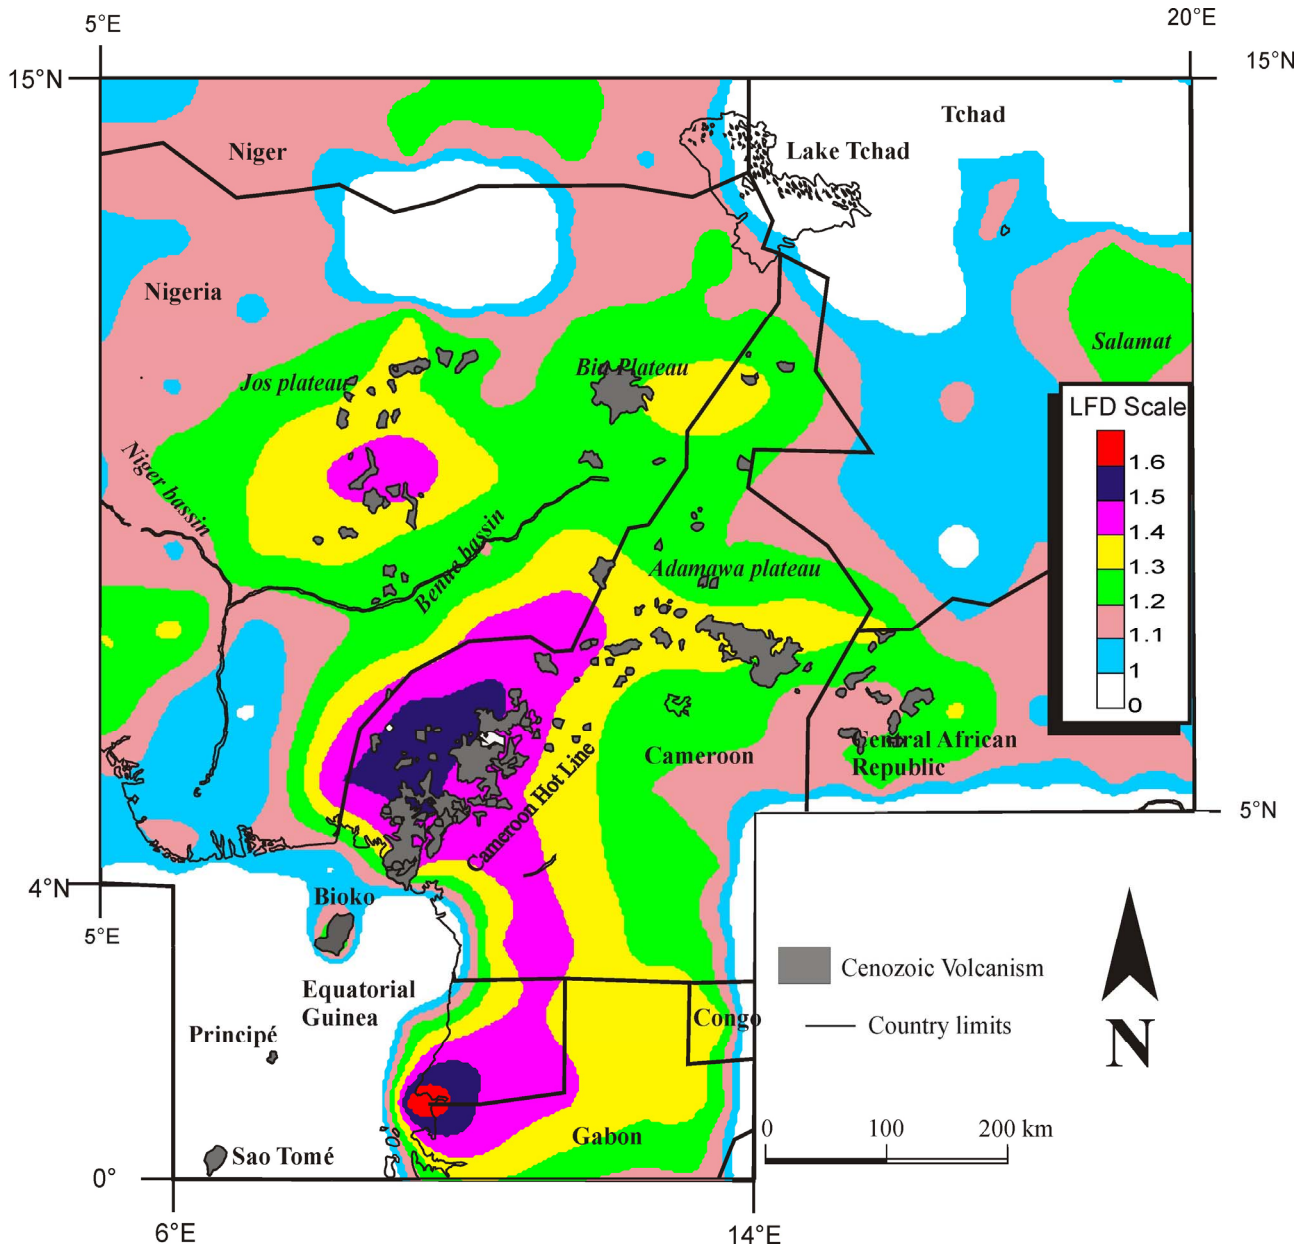 5°E
20°E
15°N
15°N
Tchad
Niger
Lake Tchad
Nigeria
Salamat
Jos plateau
Biu Plateau
LFD Scale
1.6
1.5
1.4
1.3
1.2
1.1
1
0
Niger bassin
Benue bassin
Adamawa plateau
Cameroon
Central African
Republic
Cameroon Hot Line
5°N
4°N
5°E
Bioko
Equatorial
Guinea
Principé
Congo
Cenozoic Volcanism
Country limits
N
Gabon
Sao Tomé
0
100
200 km
0°
6°E
14°E